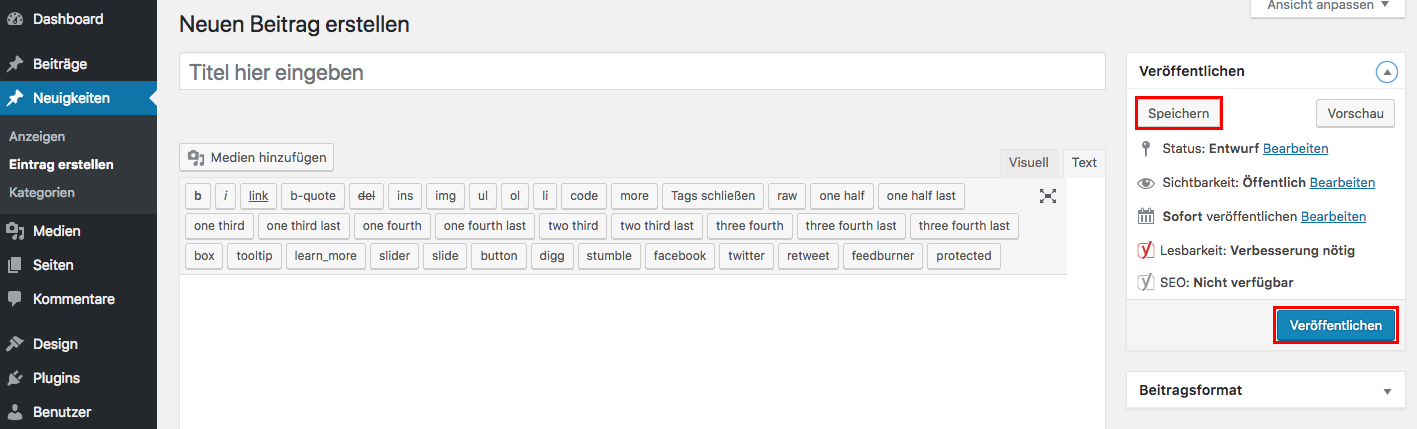 Dashboard
Beiträge
Neuigkeiten
Anzeigen
Eintrag erstellen
Kategorien
Medien
Seiten
Kommentare
Design
Plugins
Benutzer
Ansicht anpassen
Neuen Beitrag erstellen
Titel hier eingeben
Medien hinzufügen
Visuell Text
b i link b-quote del ins img ul ol li code more Tags schließen raw one half one half last
one third one third last one fourth one fourth last two third two third last three fourth three fourth last three fourth last
box tooltip learn_more slider slide button digg stumble facebook twitter retweet feedburner protected
Veröffentlichen
Speichern Vorschau
Status: Entwurf Bearbeiten
Sichtbarkeit: Öffentlich Bearbeiten
Sofort veröffentlichen Bearbeiten
Lesbarkeit: Verbesserung nötig
SEO: Nicht verfügbar
Veröffentlichen
Beitragsformat